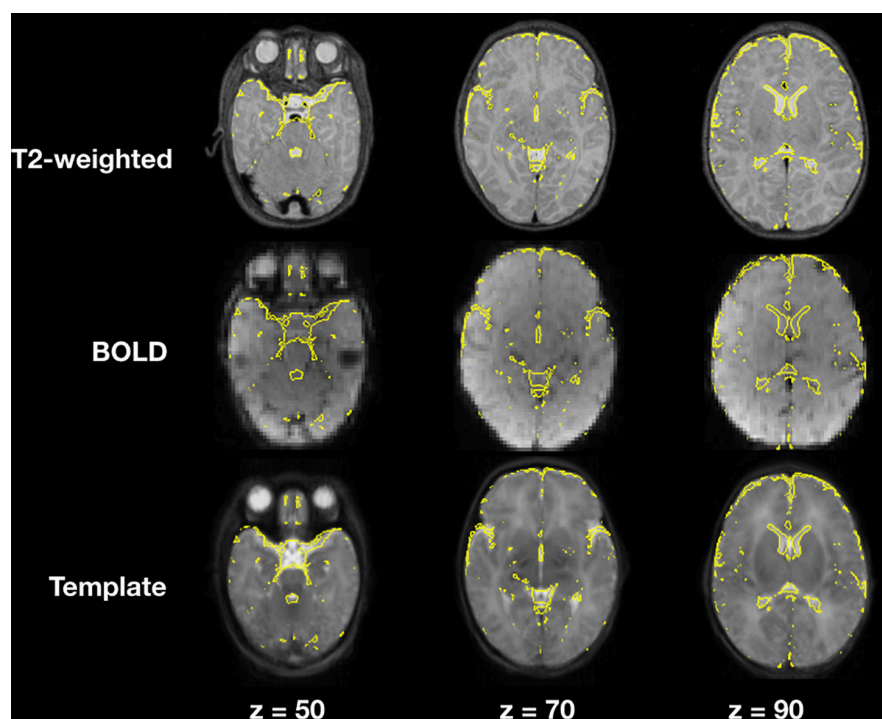 T2-weighted
BOLD
Template
z = 50
z = 70
z = 90